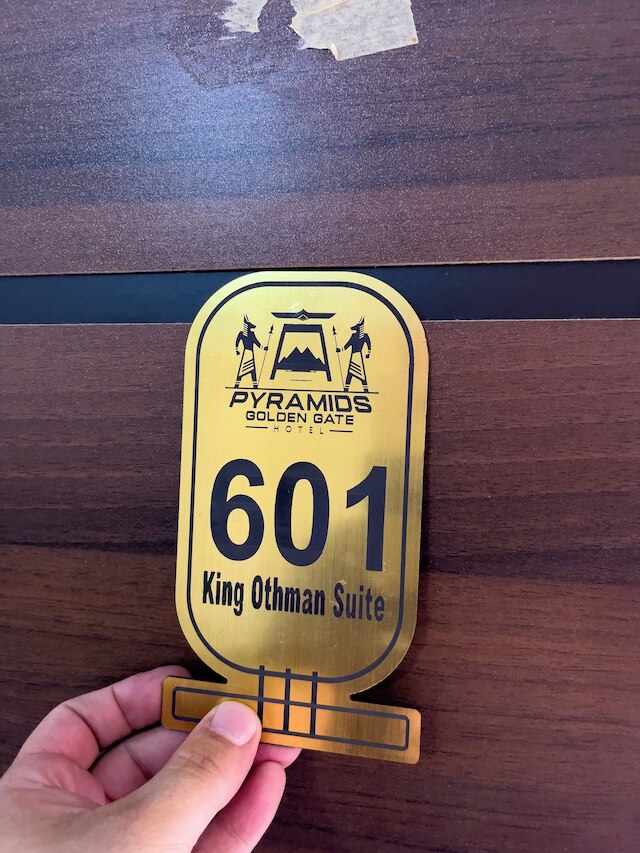 PYRAMIDS
GOLDEN GATE
HOTEL
601
King Othman Suite